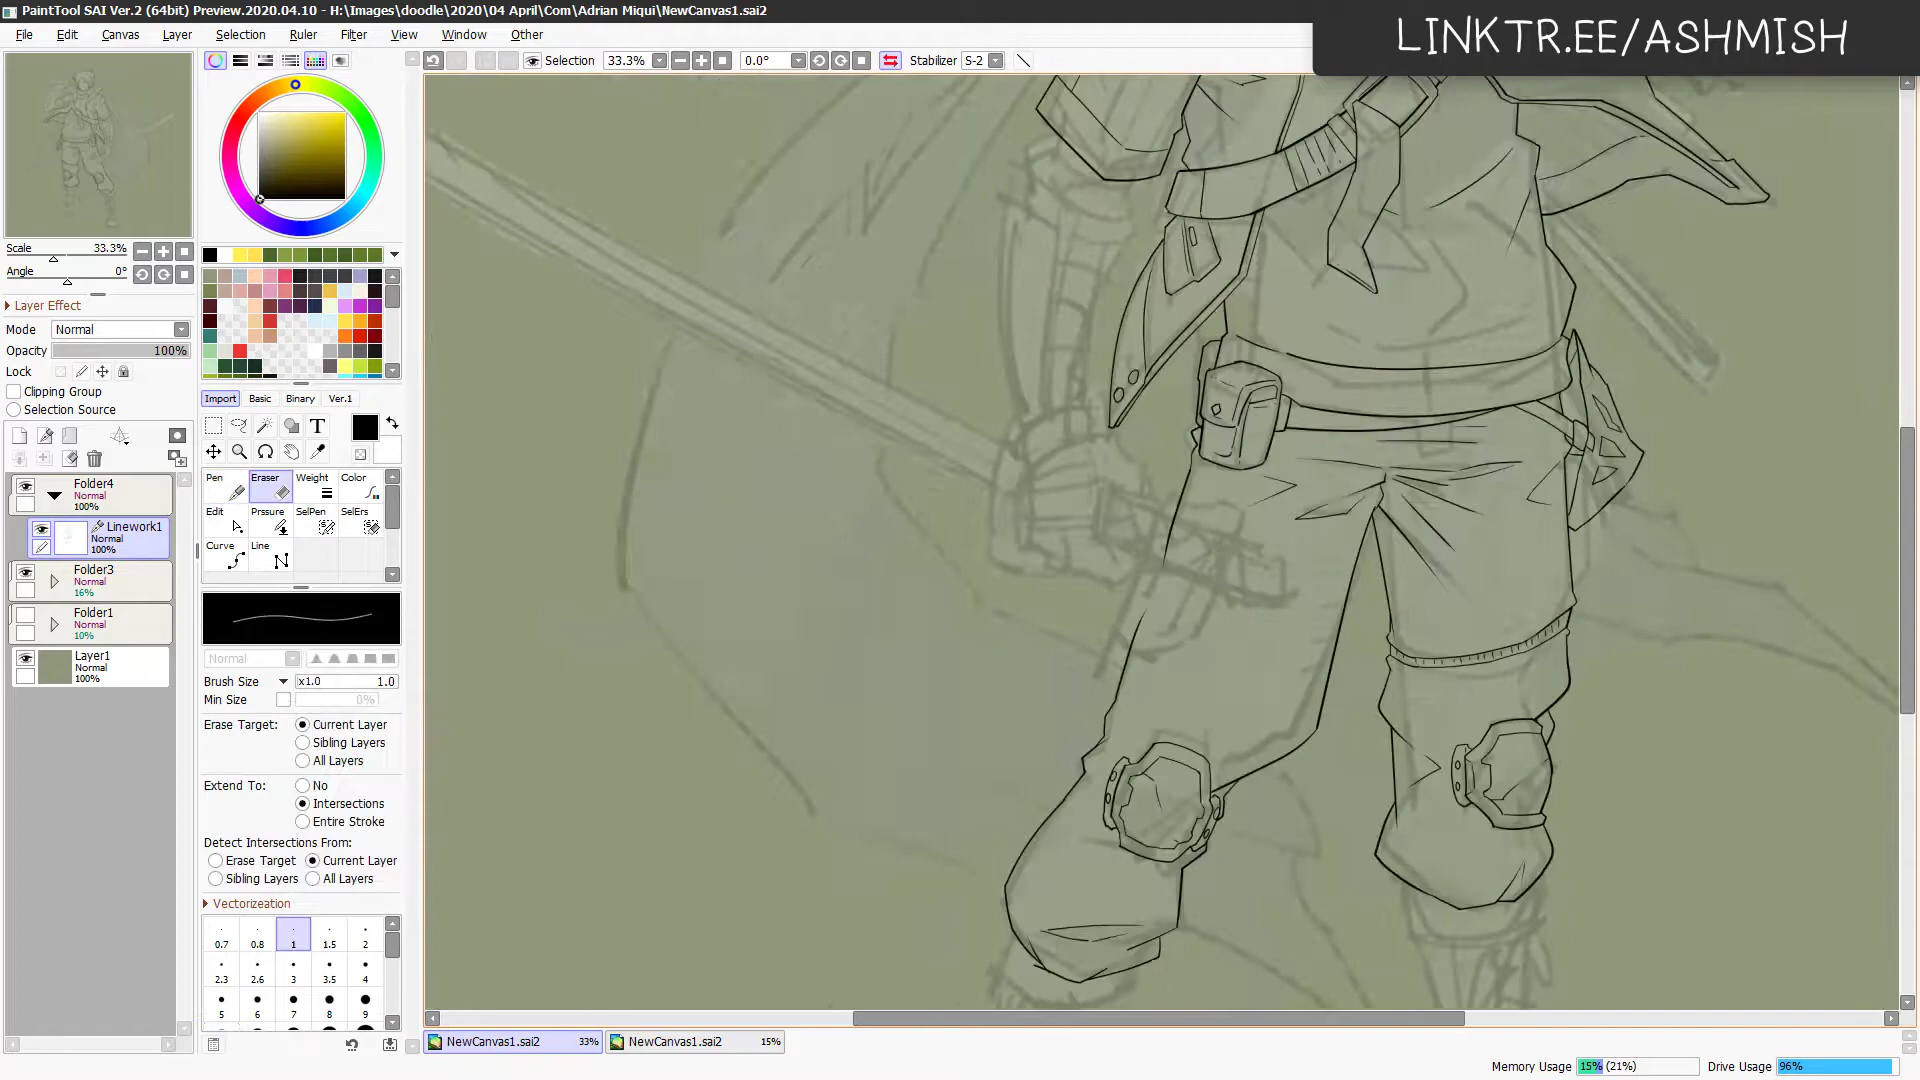 PaintTool SAI Ver.2 (64bit) Preview.2020.04.10 - H:\Images\doodle\2020\04 April\Com\Adrian Miqui\NewCanvas1.sai2
LINKTR.EE/ASHMISH
File Edit Canvas Layer Selection Ruler Filter View Window Other
Selection 33.3% 0.0° Stabilizer S-2
Scale 33.3%
Angle 0°
Layer Effect
Mode Normal
Opacity 100%
Lock
Clipping Group
Selection Source
Folder4
Normal
100%
Linework1
Normal
100%
Folder3
Normal
16%
Folder1
Normal
10%
Layer1
Normal
100%
Import Basic Binary Ver.1
T
Pen Eraser Weight Color
Edit Prssure SelPen SelErs
Curve Line
Normal
Brush Size x1.0 1.0
Min Size 0%
Erase Target: Current Layer
Sibling Layers
All Layers
Extend To: No
Intersections
Entire Stroke
Detect Intersections From:
Erase Target Current Layer
Sibling Layers All Layers
Vectorization
0.7 0.8 1 1.5 2
2.3 2.6 3 3.5 4
5 6 7 8 9
NewCanvas1.sai2 33% NewCanvas1.sai2 15%
Memory Usage 15% (21%) Drive Usage 96%